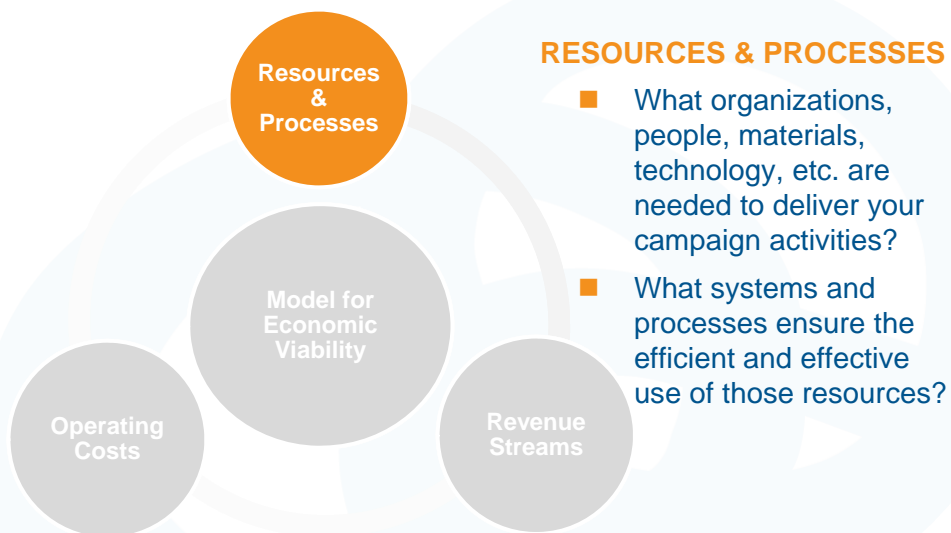 Resources
&
Processes
Model for
Economic
Viability
Operating
Costs
Revenue
Streams
RESOURCES & PROCESSES
What organizations,
people, materials,
technology, etc. are
needed to deliver your
campaign activities?
What systems and
processes ensure the
efficient and effective
use of those resources?